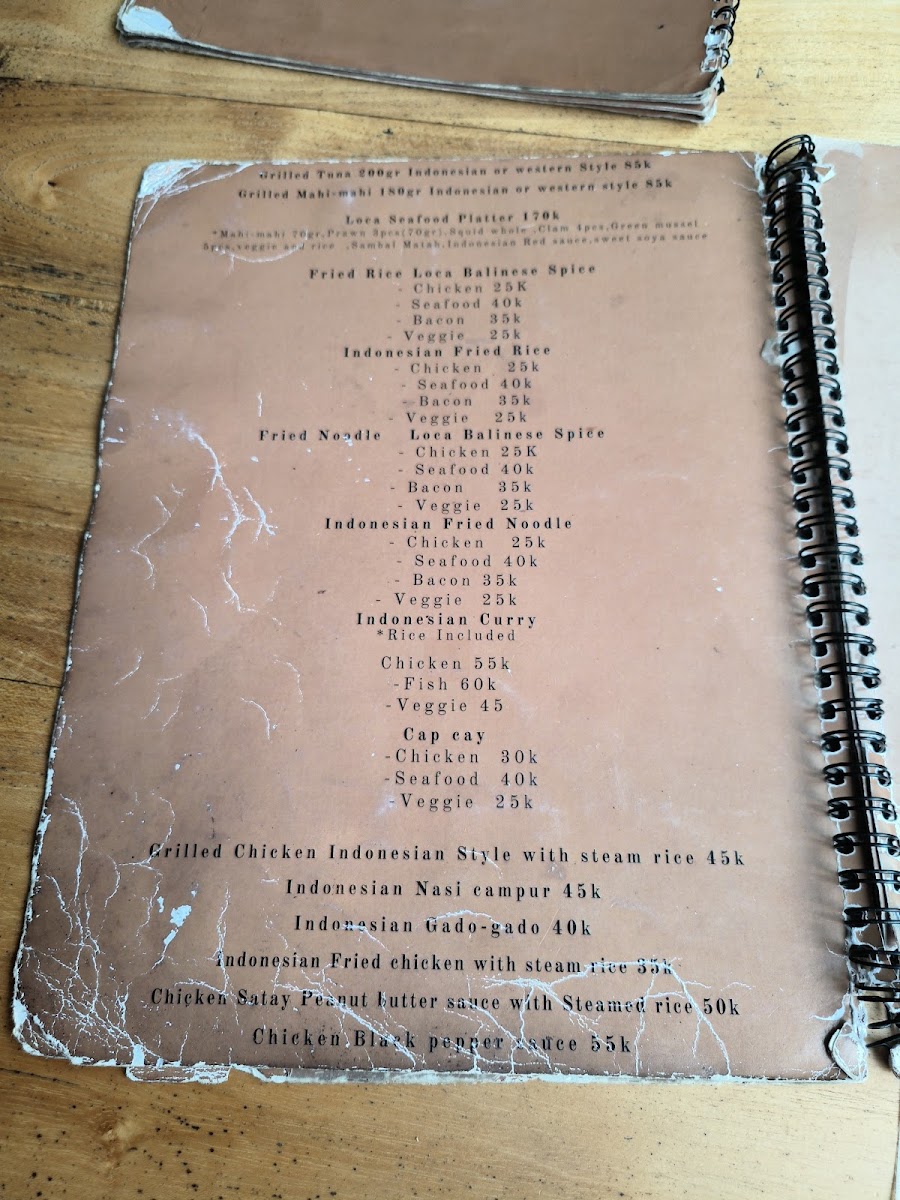 Grilled Tuna 200gr Indonesian or western Style 85k
Grilled Mahi-mahi 180gr Indonesian or western style 85k
Loca Seafood Platter 170k
*Mahi-mahi 70gr,Prawn 3pcs(70gr),Squid whole ,Clam 4pcs,Green mussel
5pcs,veggie and rice ,Sambal Matah,Indonesian Red sauce,sweet soya sauce
Fried Rice Loca Balinese Spice
- Chicken 25K
- Seafood 40k
- Bacon 35k
- Veggie 25k
Indonesian Fried Rice
- Chicken 25k
- Seafood 40k
- Bacon 35k
- Veggie 25k
Fried Noodle Loca Balinese Spice
- Chicken 25K
- Seafood 40k
- Bacon 35k
- Veggie 25k
Indonesian Fried Noodle
- Chicken 25k
- Seafood 40k
- Bacon 35k
- Veggie 25k
Indonesian Curry
*Rice Included
Chicken 55k
-Fish 60k
-Veggie 45
Cap cay
-Chicken 30k
-Seafood 40k
-Veggie 25k
Grilled Chicken Indonesian Style with steam rice 45k
Indonesian Nasi campur 45k
Indonesian Gado-gado 40k
Indonesian Fried chicken with steam rice 35k
Chicken Satay Peanut butter sauce with Steamed rice 50k
Chicken Black pepper sauce 55k